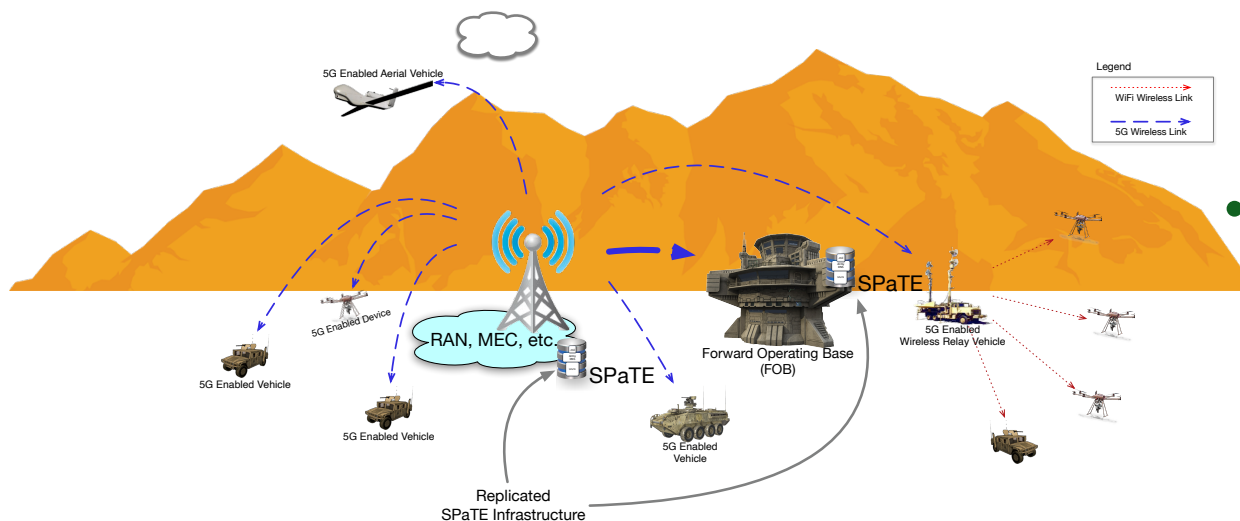 5G Enabled Aerial Vehicle
Legend
WiFi Wireless Link
5G Wireless Link
SPaTE
5G Enabled Device
RAN, MEC, etc.
5G Enabled
Wireless Relay Vehicle
Forward Operating Base
(FOB)
SPaTE
5G Enabled Vehicle
5G Enabled Vehicle
5G Enabled
Vehicle
Replicated
SPaTE Infrastructure